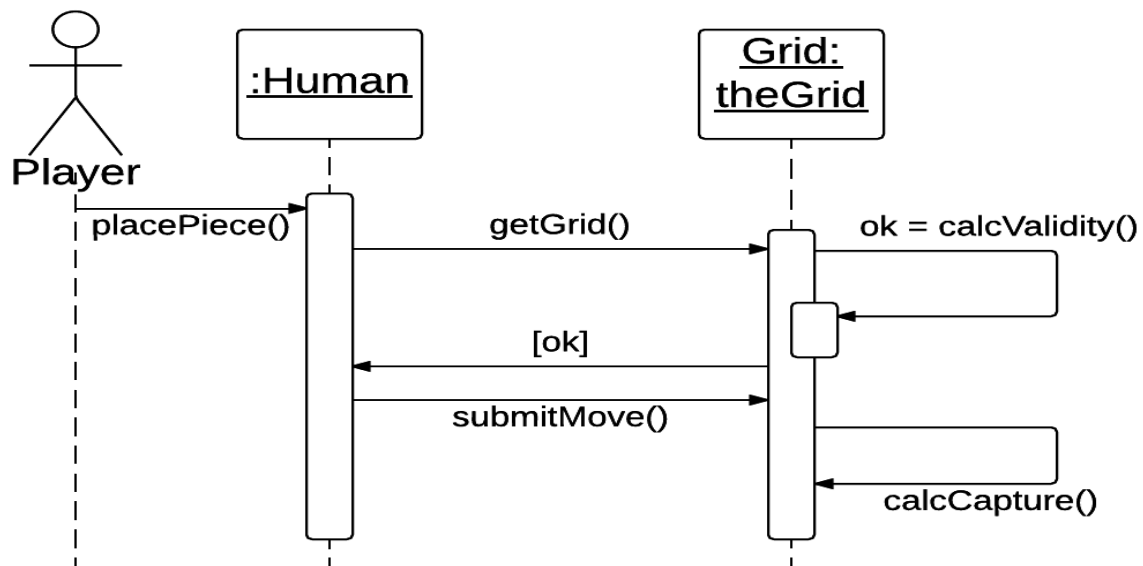 :Human
Grid:
theGrid
Player
placePiece()
getGrid()
ok = calcValidity()
[ok]
submitMove()
calcCapture()